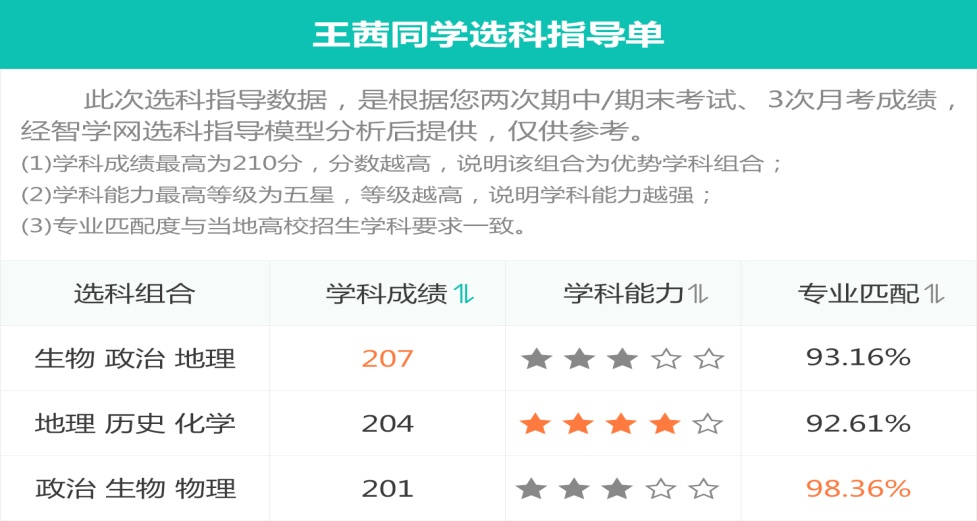 王茜同学选科指导单
此次选科指导数据，是根据您两次期中/期末考试、3次月考成绩，
经智学网选科指导模型分析后提供，仅供参考。
(1)学科成绩最高为210分，分数越高，说明该组合为优势学科组合；
(2)学科能力最高等级为五星，等级越高，说明学科能力越强；
(3)专业匹配度与当地高校招生学科要求一致。
选科组合 学科成绩 学科能力 专业匹配
生物 政治 地理 207 93.16%
地理 历史 化学 204 92.61%
政治 生物 物理 201 98.36%